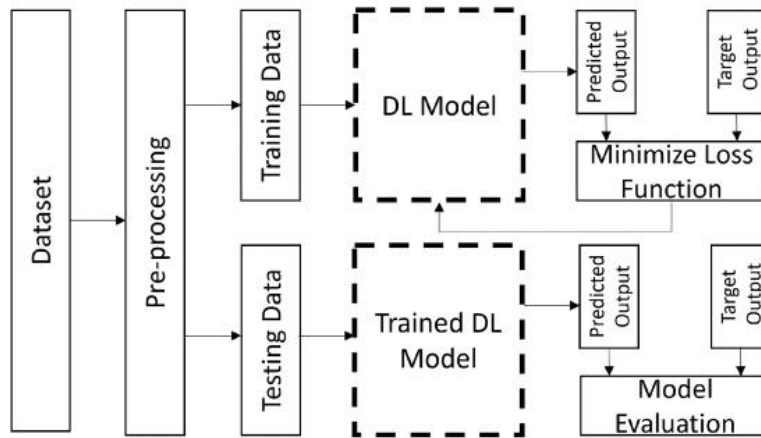 Dataset
Pre-processing
Training Data
DL Model
Predicted
Output
Target
Output
Minimize Loss
Function
Testing Data
Trained DL
Model
Predicted
Output
Target
Output
Model
Evaluation